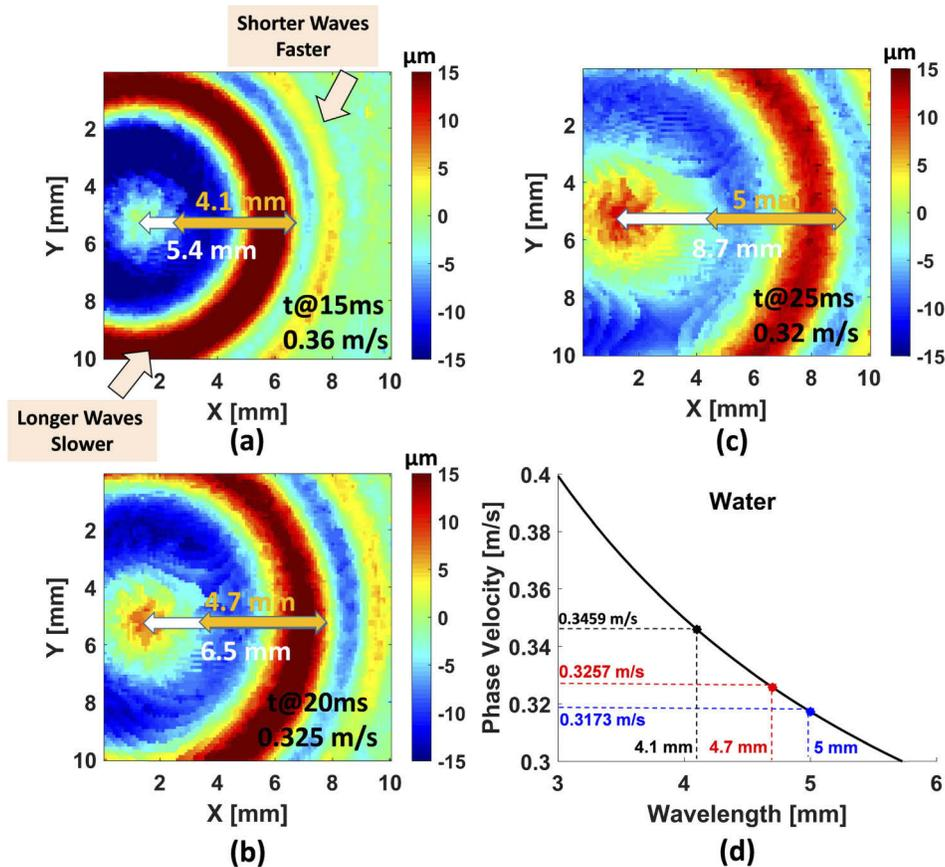 Shorter Waves
Faster
μm
15
10
5
0
-5
-10
-15
2
4
6
8
10
Y [mm]
4.1 mm
5.4 mm
t@15ms
0.36 m/s
2
4
6
8
10
X [mm]
Longer Waves
Slower
(a)
μm
15
10
5
0
-5
-10
-15
2
4
6
8
10
Y [mm]
5 mm
8.7 mm
t@25ms
0.32 m/s
2
4
6
8
10
X [mm]
(c)
μm
15
10
5
0
-5
-10
-15
2
4
6
8
10
Y [mm]
4.7 mm
6.5 mm
t@20ms
0.325 m/s
2
4
6
8
10
X [mm]
(b)
0.4
0.38
0.36
0.34
0.32
0.3
Phase Velocity [m/s]
Water
0.3459 m/s
0.3257 m/s
0.3173 m/s
4.1 mm
4.7 mm
5 mm
3
4
5
6
Wavelength [mm]
(d)